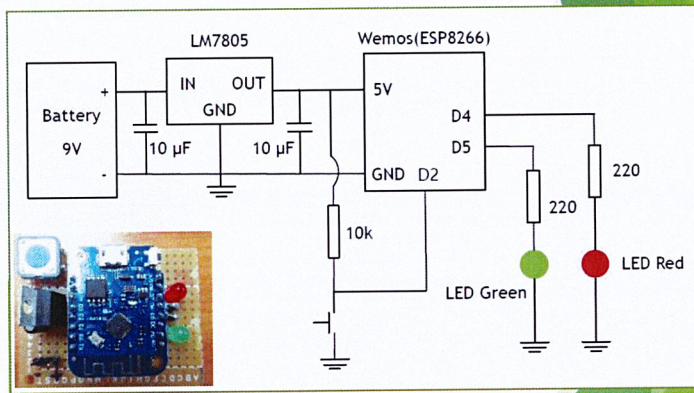 LM7805
Wemos(ESP8266)
+
IN OUT
5V
Battery
GND
D4
9V
10 µF
10 µF
D5
-
GND D2
220
220
10k
LED Red
LED Green